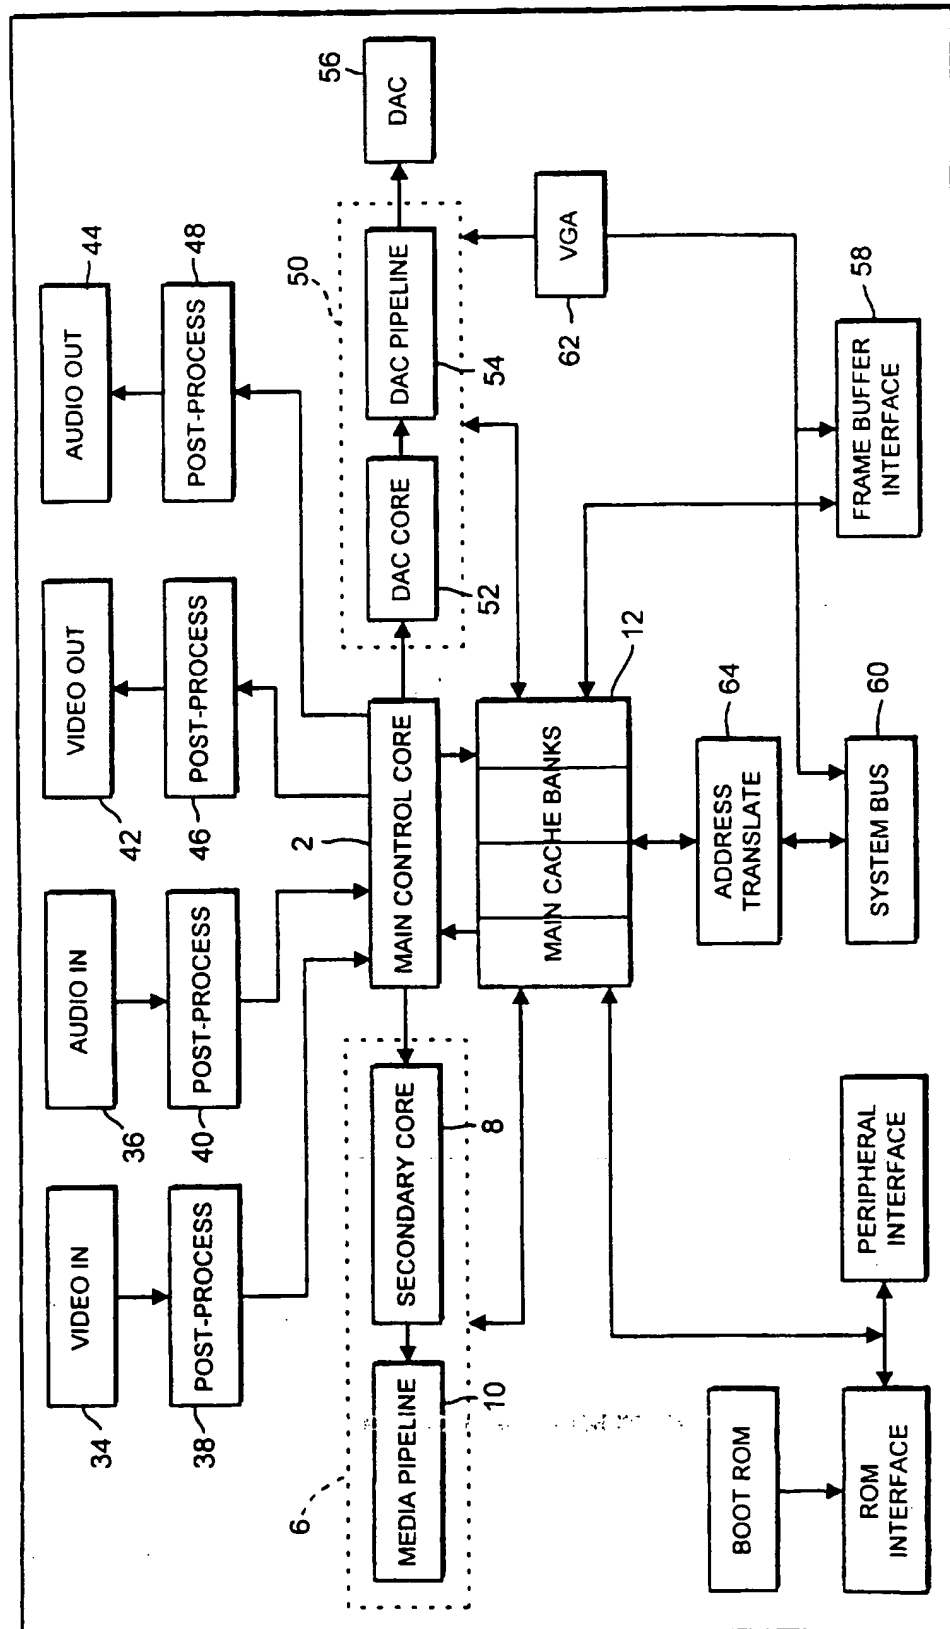 VIDEO IN
34
AUDIO IN
36
VIDEO OUT
42
AUDIO OUT
44
POST-PROCESS
38
POST-PROCESS
40
POST-PROCESS
46
POST-PROCESS
48
6
2
50
56
MEDIA PIPELINE
10
SECONDARY CORE
8
MAIN CONTROL CORE
DAC CORE
52
DAC PIPELINE
54
DAC
MAIN CACHE BANKS
12
VGA
62
BOOT ROM
ADDRESS
TRANSLATE
64
ROM
INTERFACE
PERIPHERAL
INTERFACE
SYSTEM BUS
60
FRAME BUFFER
INTERFACE
58